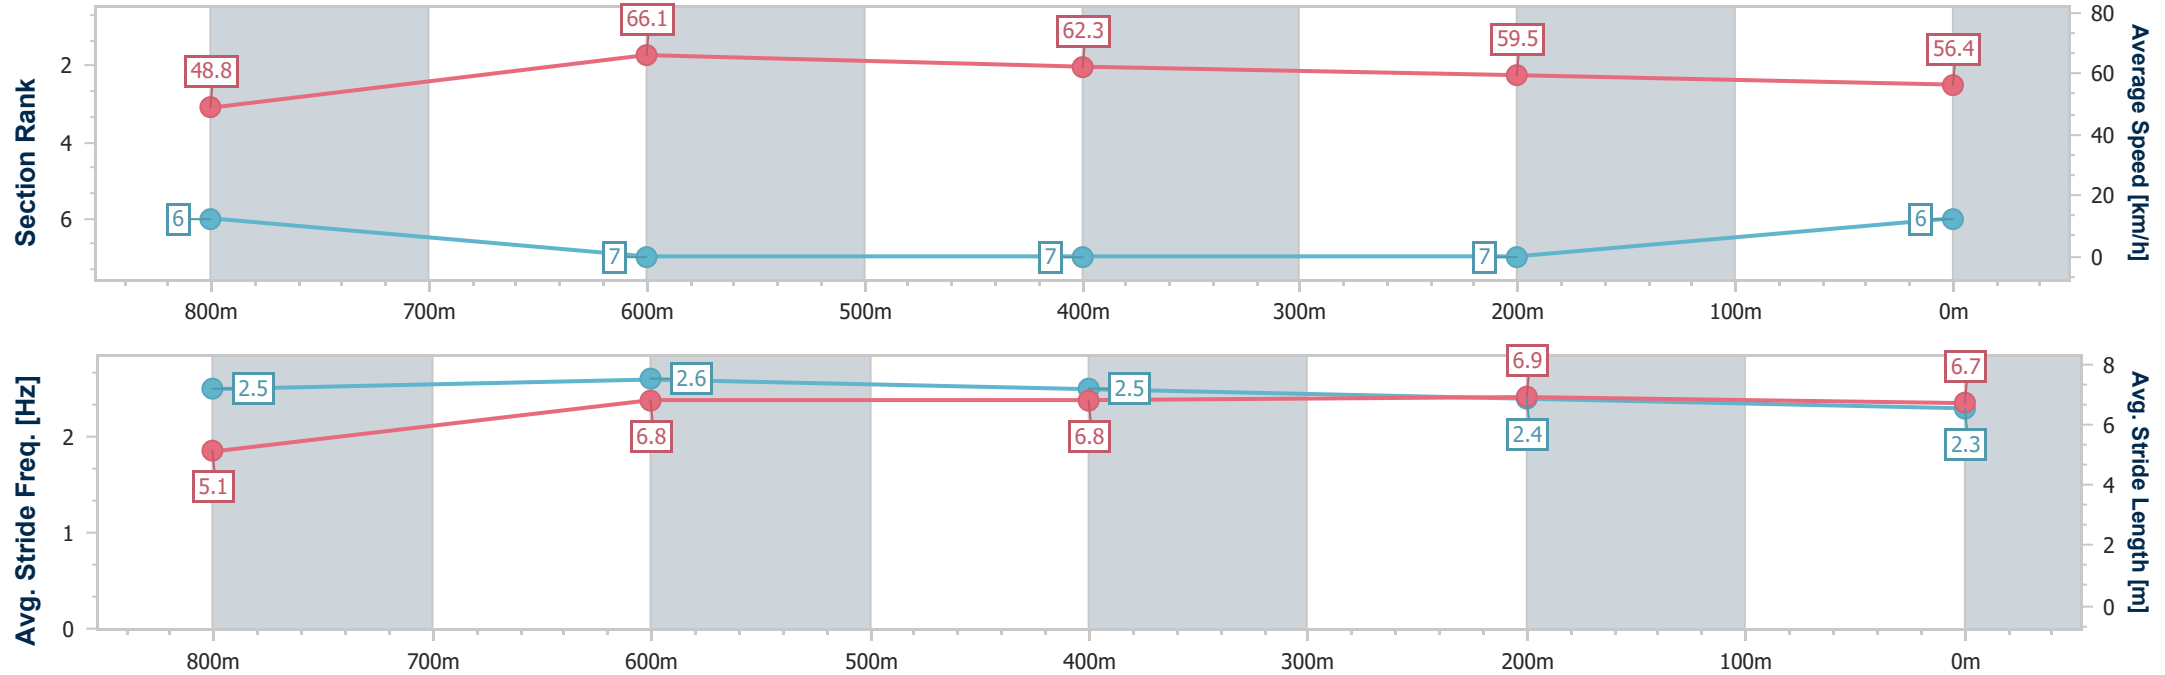 Section Rank
2
4
6
48.8
66.1
62.3
59.5
56.4
6
7
7
7
6
80
60
40
20
0
Average Speed [km/h]
800m
700m
600m
500m
400m
300m
200m
100m
0m
Avg. Stride Freq. [Hz]
2
1
0
2.5
2.6
2.5
2.4
2.3
5.1
6.8
6.8
6.9
6.7
8
6
4
2
0
Avg. Stride Length [m]
800m
700m
600m
500m
400m
300m
200m
100m
0m